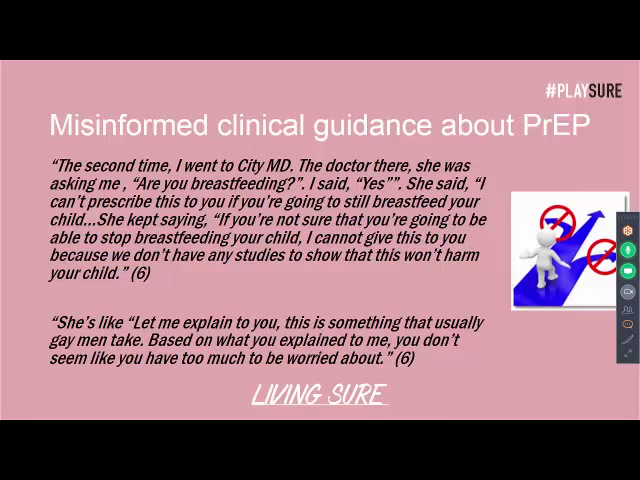 #PLAYSURE
Misinformed clinical guidance about PrEP
“The second time, I went to City MD. The doctor there, she was
asking me , “Are you breastfeeding?”. I said, “Yes””. She said, “I
can’t prescribe this to you if you’re going to still breastfeed your
child…She kept saying, “If you’re not sure that you’re going to be
able to stop breastfeeding your child, I cannot give this to you
because we don’t have any studies to show that this won’t harm
your child.” (6)
“She’s like “Let me explain to you, this is something that usually
gay men take. Based on what you explained to me, you don’t
seem like you have too much to be worried about.” (6)
LIVING SURE